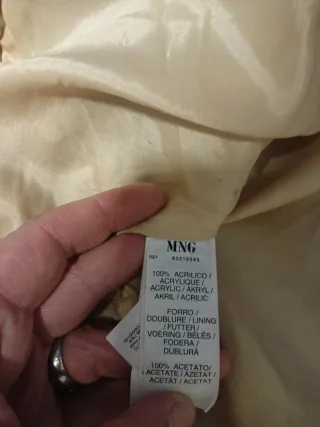 MNG
REF 83219643
100% ACRILICO/
ACRYLIQUE /
ACRYLIC / AKRYL /
AKRIL / ACRILIC
FORRO /
DOUBLURE / LINING
/ FUTTER /
VOERING / BÉLÉS /
FODERA /
DUBLURĂ
100% ACETATO/
ACETATE / AZETAT /
ACETÁT / ACETAT